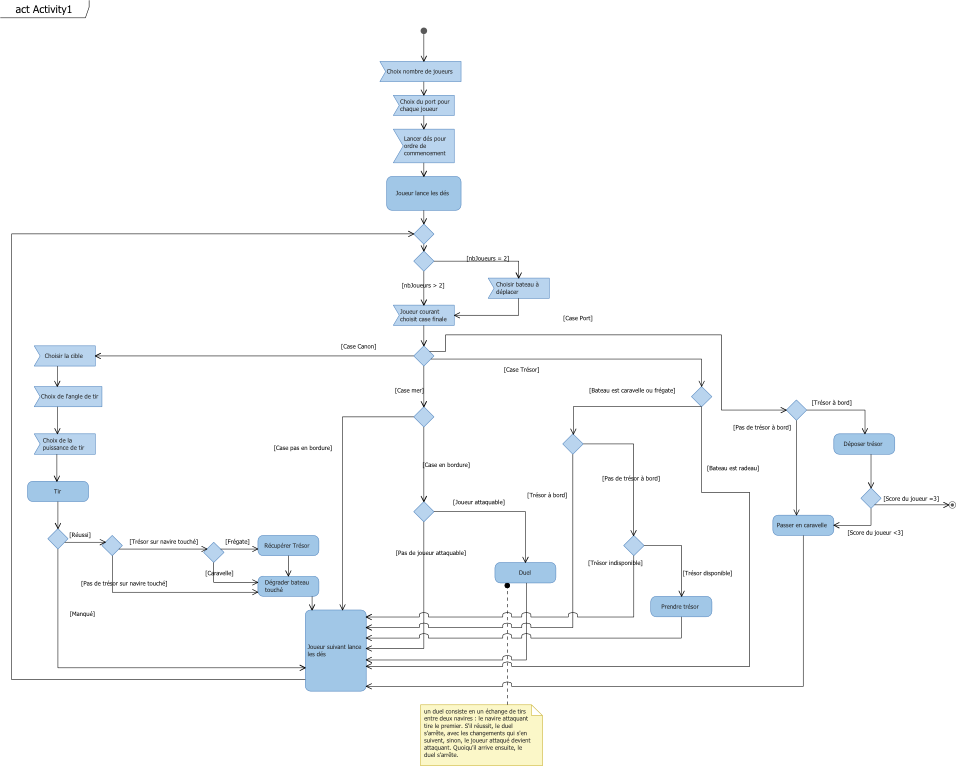 act Activity1
Choix nombre de joueurs
Choix du port pour
chaque joueur
Lancer dés pour
ordre de
commencement
Joueur lance les dés
[nbJoueurs = 2]
[nbJoueurs > 2]
Choisir bateau à
déplacer
Joueur courant
choisit case finale
[Case Port]
[Case Canon]
[Case Trésor]
[Case mer]
Choisir la cible
Choix de l'angle de tir
Choix de la
puissance de tir
Tir
[Réussi]
[Trésor sur navire touché]
[Frégate]
Récupérer Trésor
[Caravelle]
[Pas de trésor sur navire touché]
Dégrader bateau
touché
[Manqué]
[Case pas en bordure]
[Case en bordure]
[Joueur attaquable]
[Pas de joueur attaquable]
Duel
[Bateau est caravelle ou frégate]
[Trésor à bord]
[Pas de trésor à bord]
[Bateau est radeau]
[Trésor indisponible]
[Trésor disponible]
Prendre trésor
[Trésor à bord]
[Pas de trésor à bord]
Déposer trésor
[Score du joueur =3]
[Score du joueur <3]
Passer en caravelle
Joueur suivant lance
les dés
un duel consiste en un échange de tirs
entre deux navires : le navire attaquant
tire le premier. S'il réussit, le duel
s'arrête, avec les changements qui s'en
suivent, sinon, le joueur attaqué devient
attaquant. Quoiqu'il arrive ensuite, le
duel s'arrête.